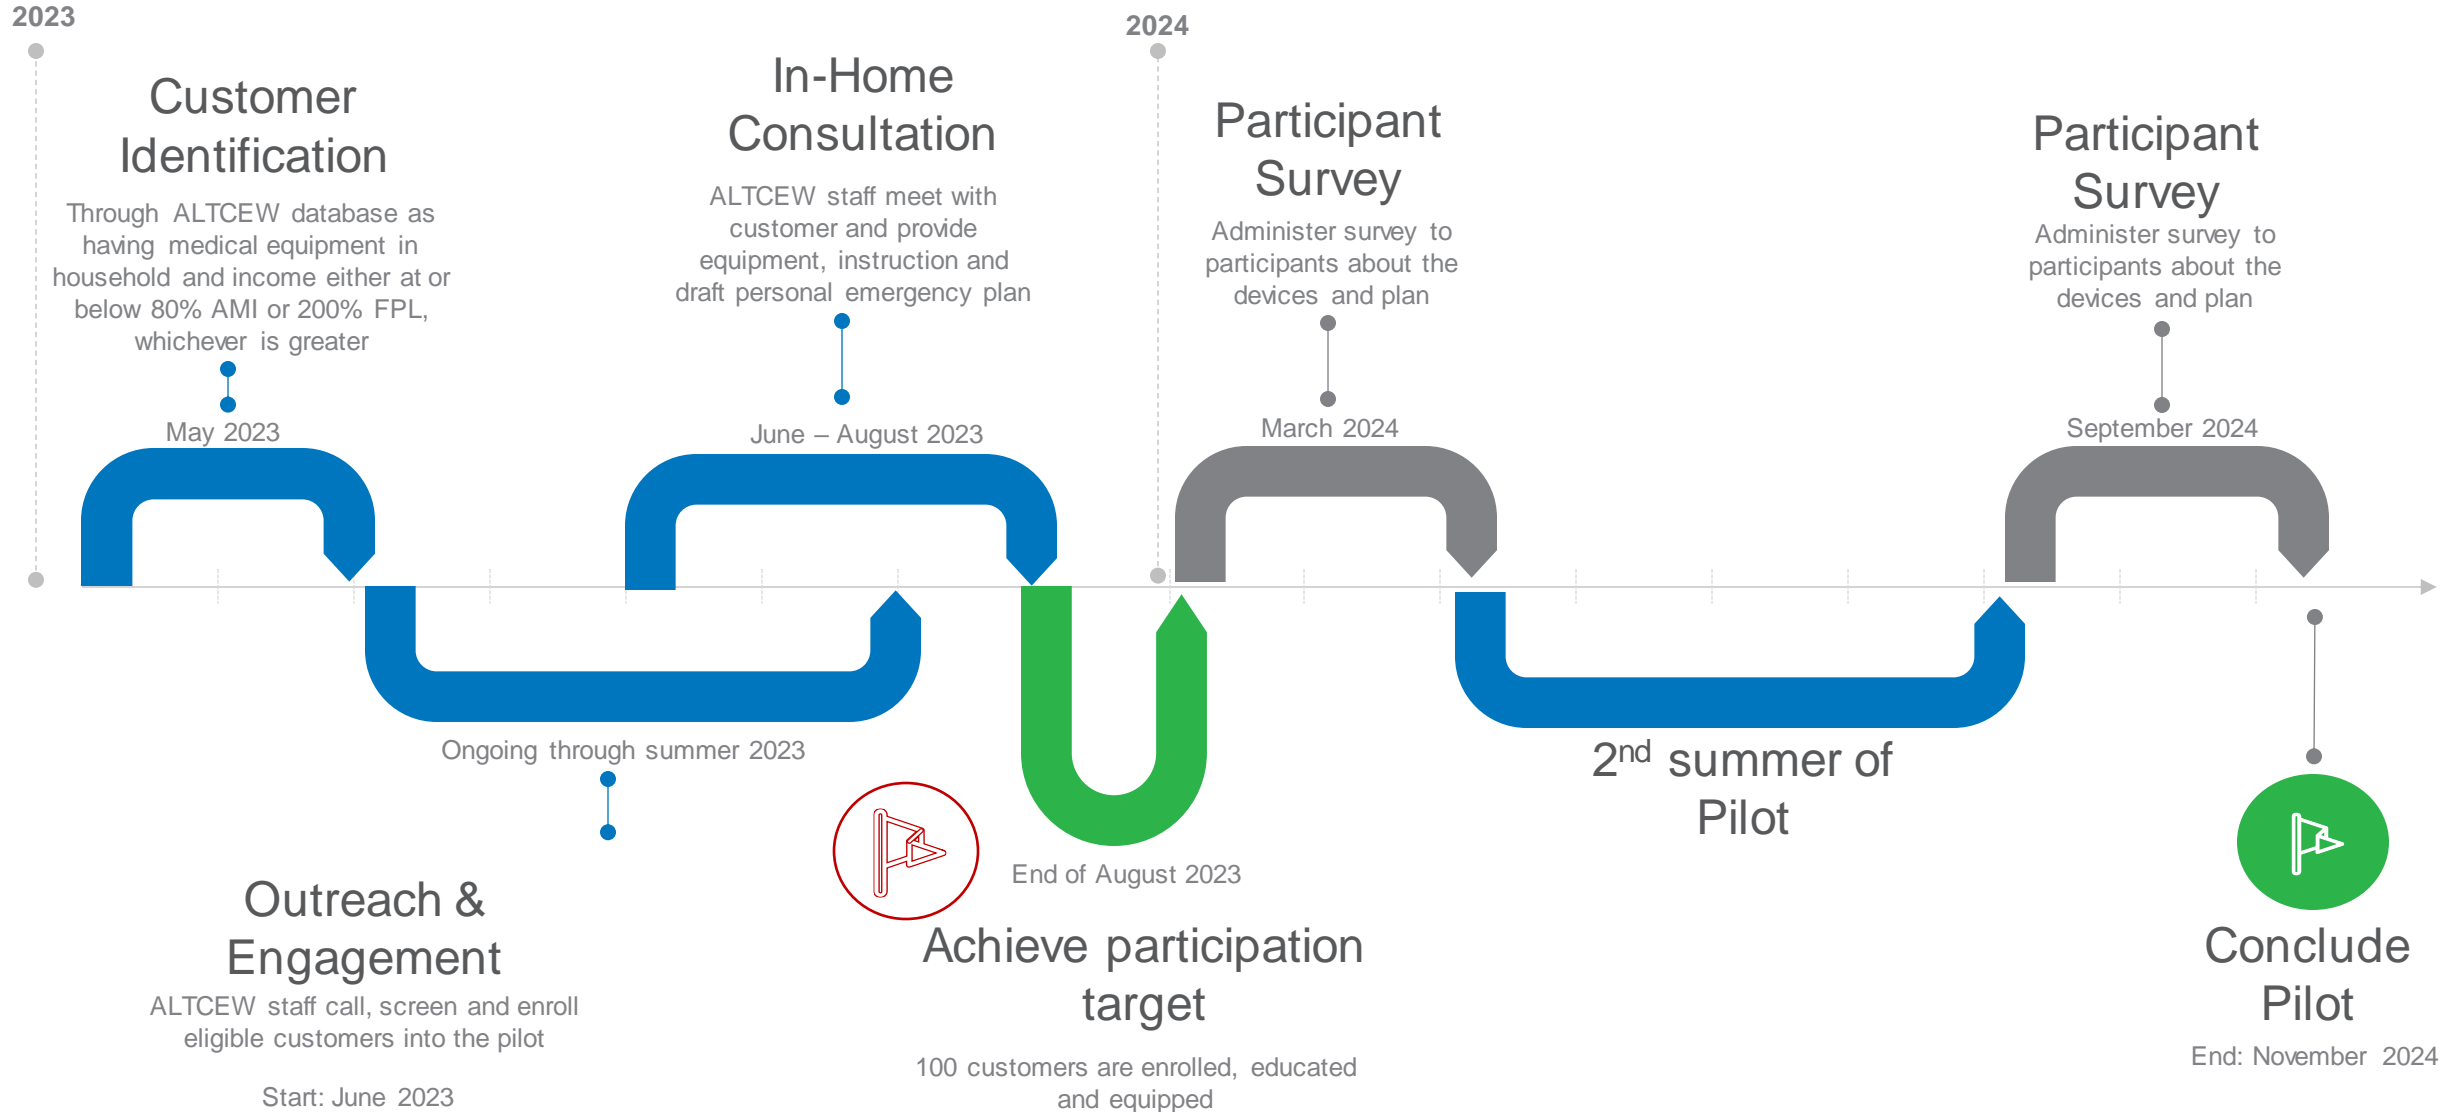 2023
2024
Customer
Identification
Through ALTCEW database as
having medical equipment in
household and income either at or
below 80% AMI or 200% FPL,
whichever is greater
May 2023
In-Home
Consultation
ALTCEW staff meet with
customer and provide
equipment, instruction and
draft personal emergency plan
June – August 2023
Participant
Survey
Administer survey to
participants about the
devices and plan
March 2024
Participant
Survey
Administer survey to
participants about the
devices and plan
September 2024
Ongoing through summer 2023
Outreach &
Engagement
ALTCEW staff call, screen and enroll
eligible customers into the pilot
Start: June 2023
End of August 2023
Achieve participation
target
100 customers are enrolled, educated
and equipped
2nd summer of
Pilot
Conclude
Pilot
End: November 2024